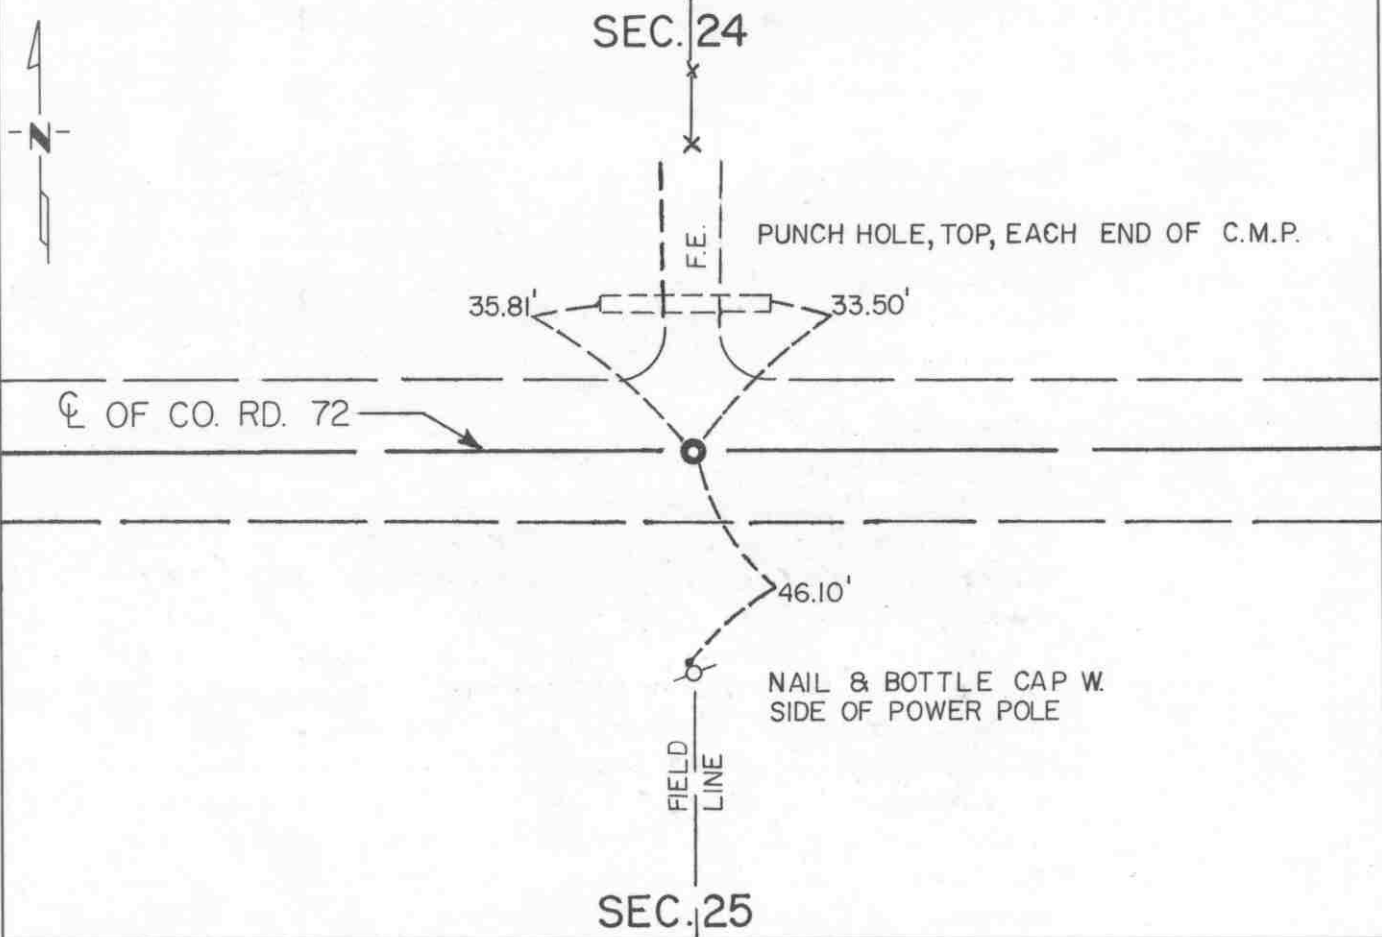 SEC. 24
N
F.E.
PUNCH HOLE, TOP, EACH END OF C.M.P.
35.81'
33.50'
℄ OF CO. RD. 72
46.10'
NAIL & BOTTLE CAP W.
SIDE OF POWER POLE
FIELD
LINE
SEC. 25